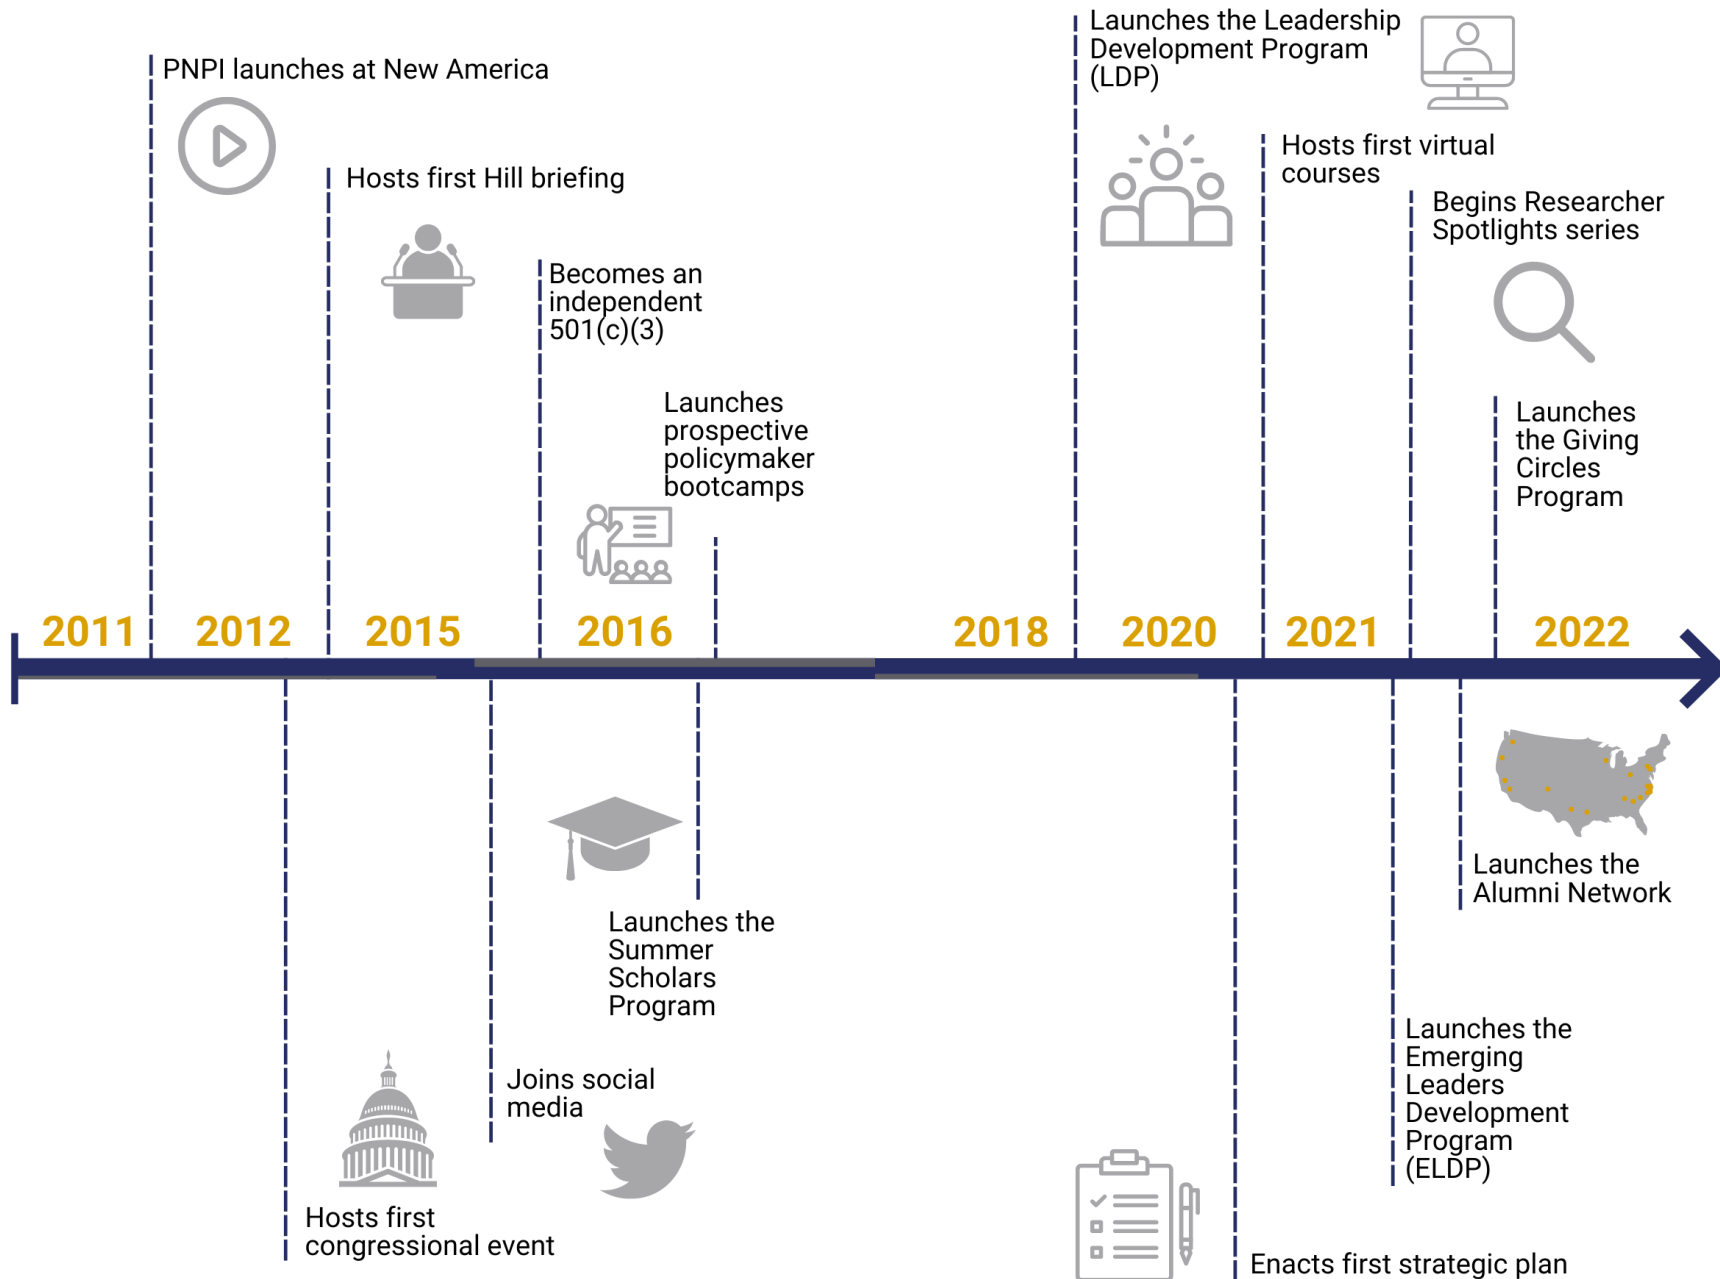 PNPI launches at New America
Hosts first Hill briefing
Becomes an
independent
501(c)(3)
Launches
prospective
policymaker
bootcamps
Launches the Leadership
Development Program
(LDP)
Hosts first virtual
courses
Begins Researcher
Spotlights series
Launches
the Giving
Circles
Program
2011
2012
2015
2016
2018
2020
2021
2022
Hosts first
congressional event
Joins social
media
Launches the
Summer
Scholars
Program
Enacts first strategic plan
Launches the
Emerging
Leaders
Development
Program
(ELDP)
Launches the
Alumni Network